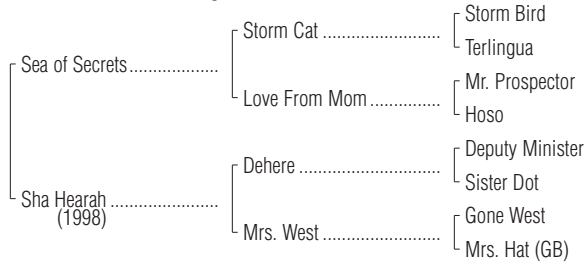 Storm Bird
Storm Cat ........................
Terlingua
Sea of Secrets..................
Mr. Prospector
Love From Mom ..............
Hoso
Deputy Minister
Dehere .............................
Sister Dot
Sha Hearah ......................
(1998)
Gone West
Mrs. West ........................
Mrs. Hat (GB)